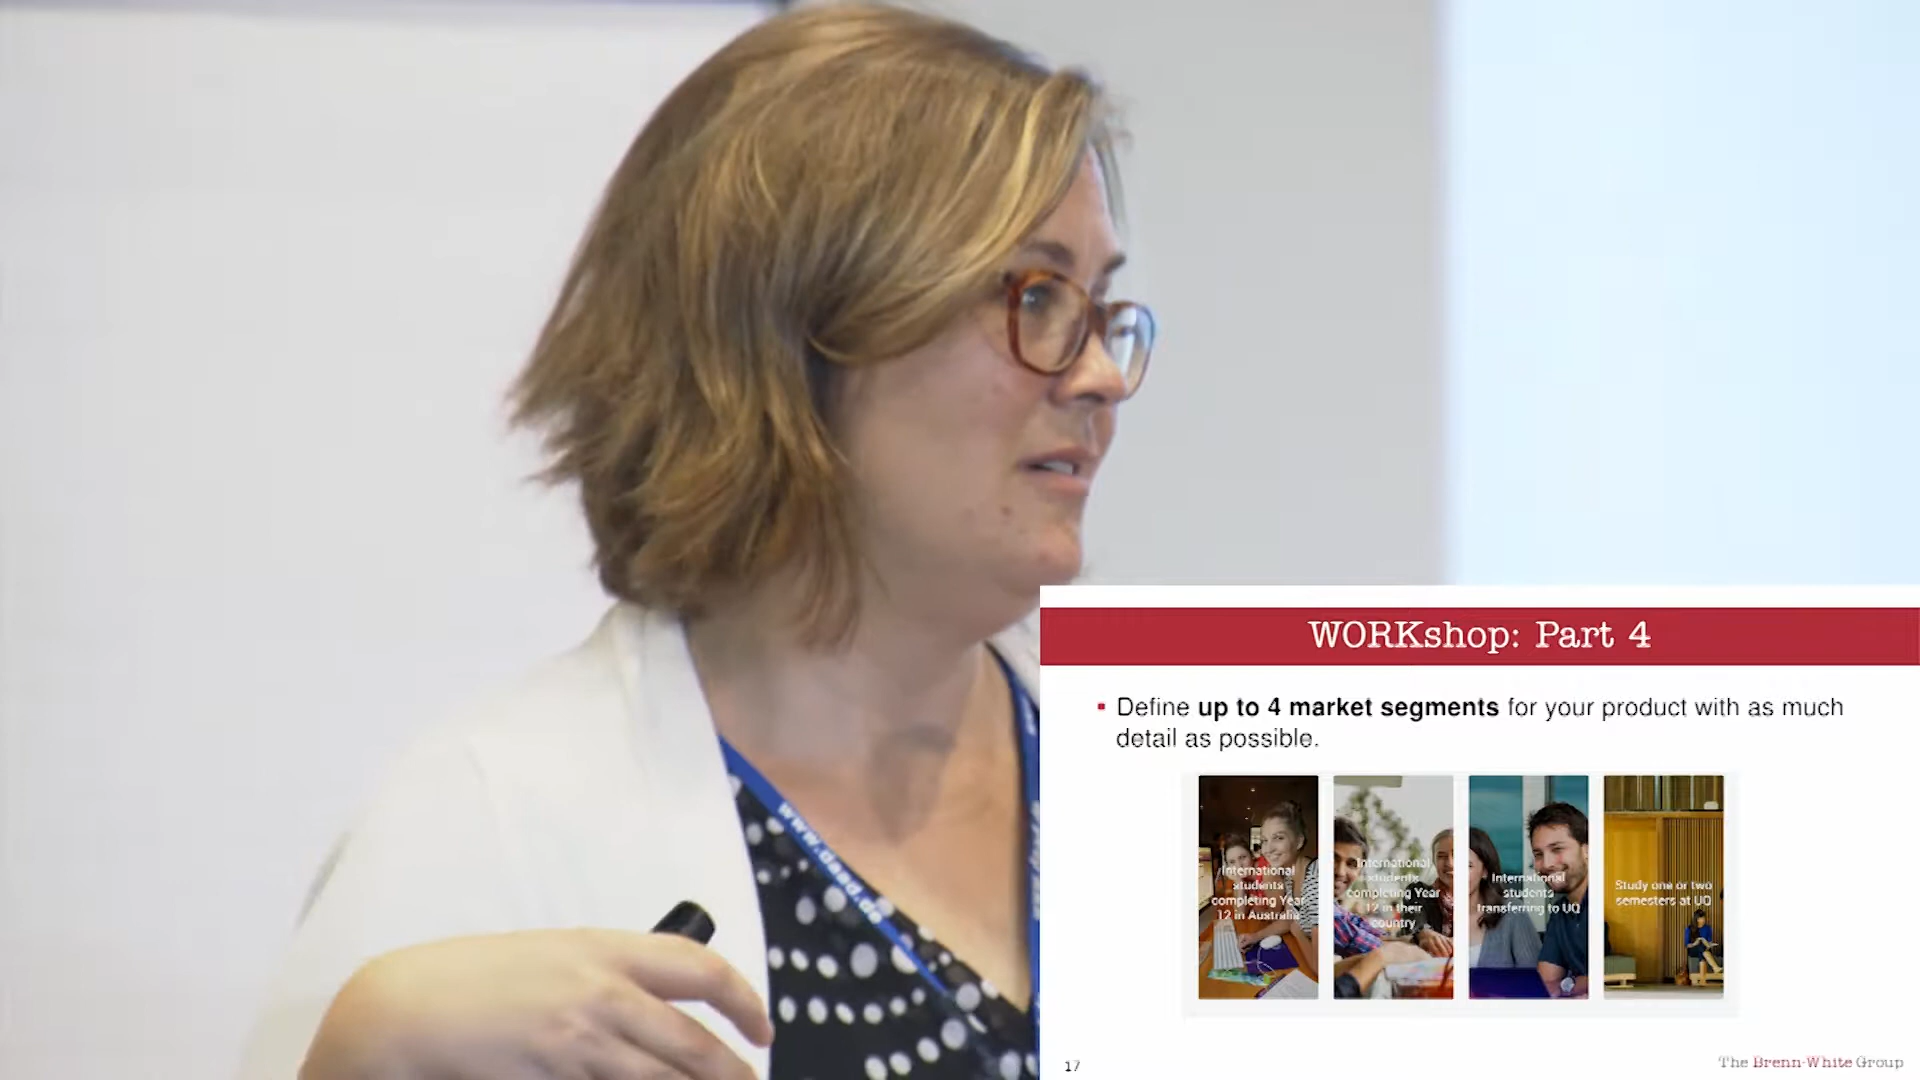 www.daad.de
WORKshop: Part 4
▪ Define up to 4 market segments for your product with as much
detail as possible.
International
students
completing Year
12 in Australia
International
students
completing Year
12 in their
country
International
students
transferring to UQ
Study one or two
semesters at UQ
17
The Brenn-White Group